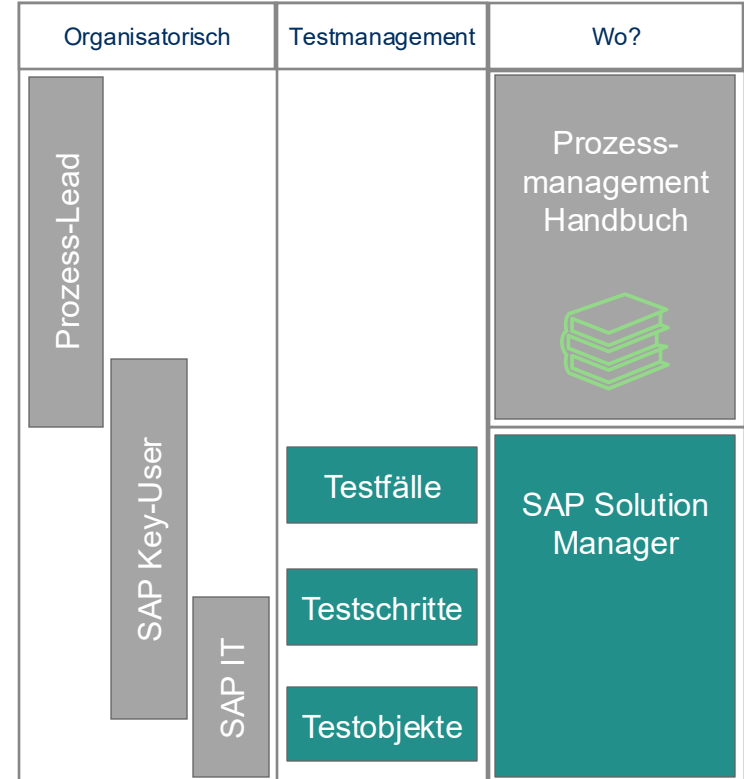 Organisatorisch
Testmanagement
Wo?
Prozess-Lead
SAP Key-User
SAP IT
Testfälle
Testschritte
Testobjekte
Prozess-
management
Handbuch
SAP Solution
Manager